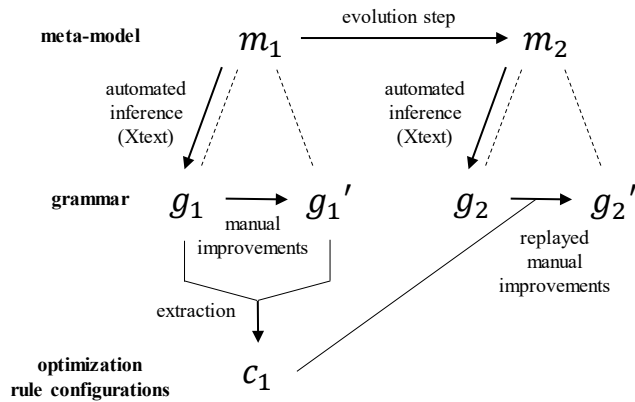 evolution step
meta-model
m₁
m₂
automated
inference
(Xtext)
automated
inference
(Xtext)
grammar
g₁
g₁′
g₂
g₂′
manual
improvements
replayed
manual
improvements
extraction
optimization
rule configurations
c₁